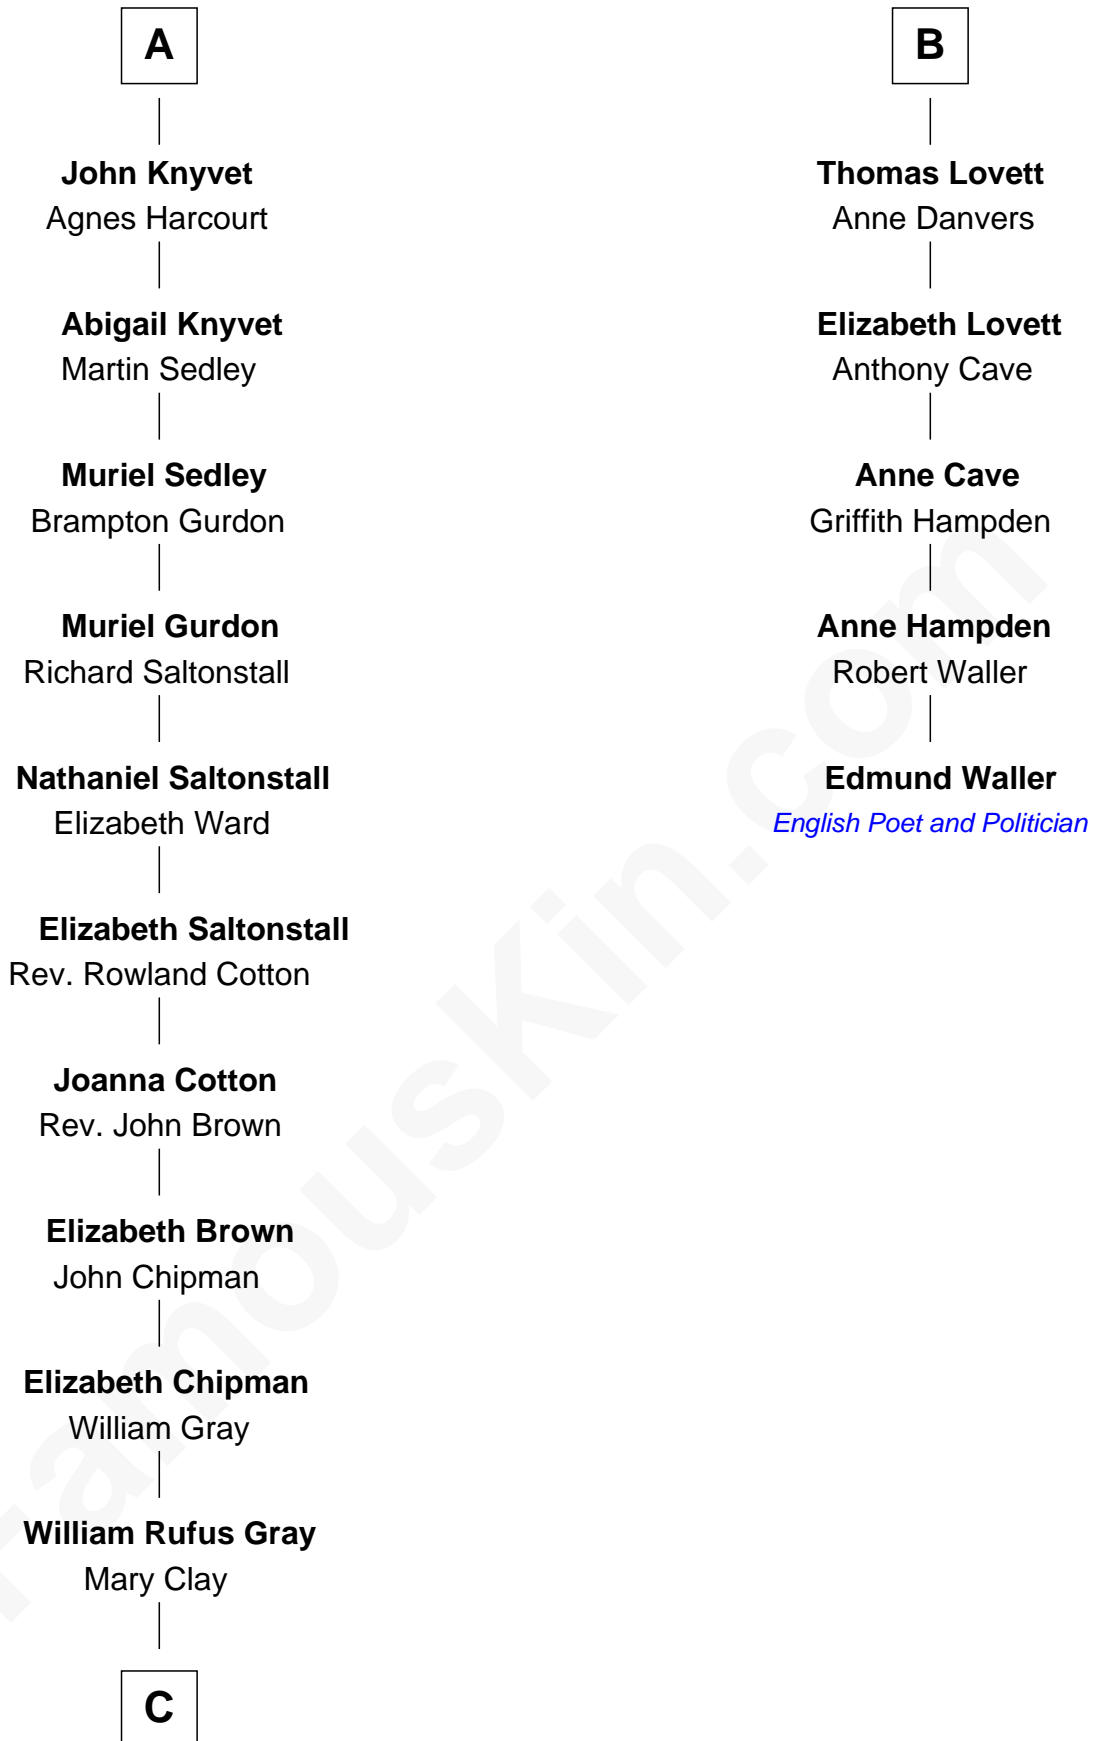 A
John Knyvet
Agnes Harcourt
Abigail Knyvet
Martin Sedley
Muriel Sedley
Brampton Gurdon
Muriel Gurdon
Richard Saltonstall
Nathaniel Saltonstall
Elizabeth Ward
Elizabeth Saltonstall
Rev. Rowland Cotton
Joanna Cotton
Rev. John Brown
Elizabeth Brown
John Chipman
Elizabeth Chipman
William Gray
William Rufus Gray
Mary Clay
C
B
Thomas Lovett
Anne Danvers
Elizabeth Lovett
Anthony Cave
Anne Cave
Griffith Hampden
Anne Hampden
Robert Waller
Edmund Waller
English Poet and Politician
FamousKin.com